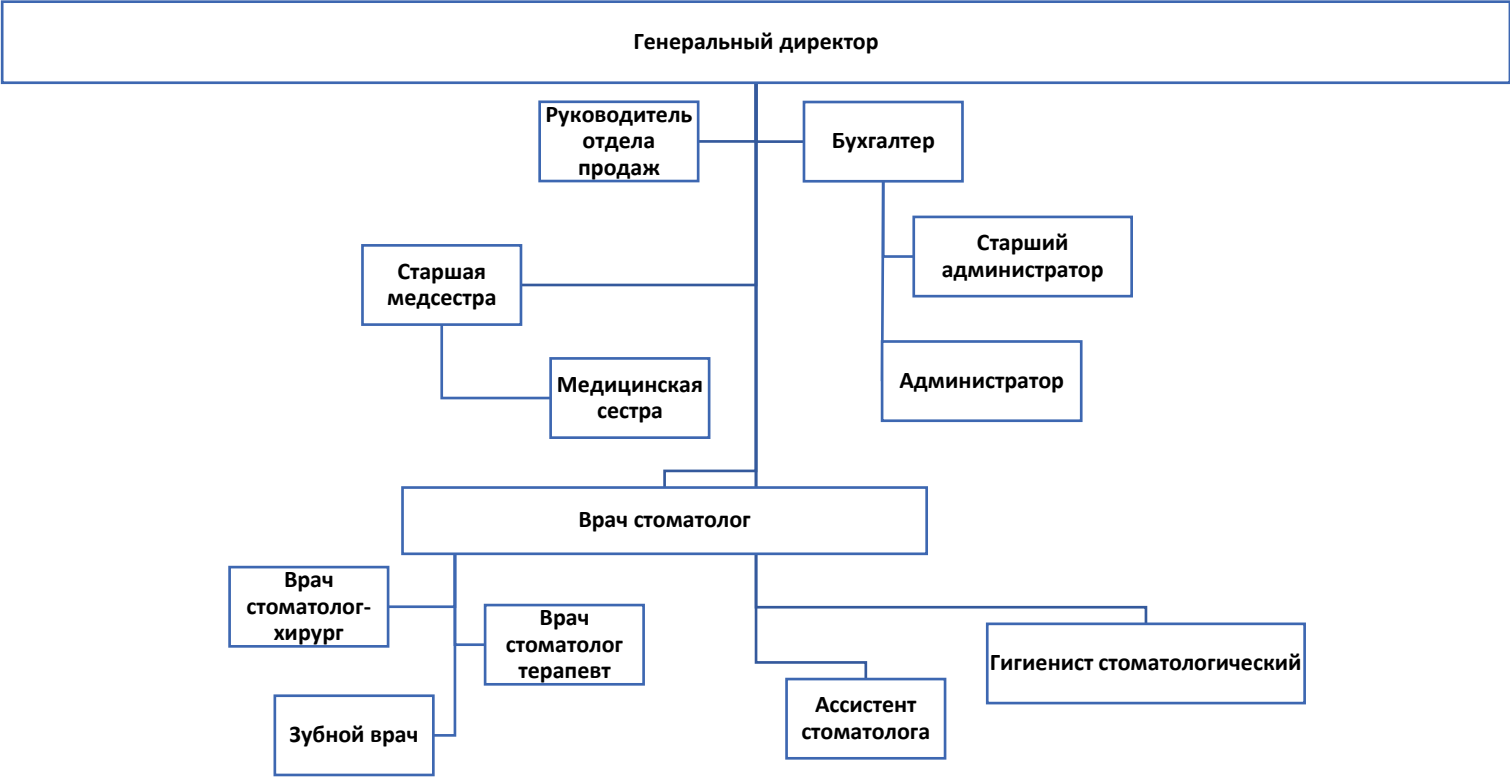 Генеральный директор
Руководитель
отдела
продаж
Бухгалтер
Старший
администратор
Старшая
медсестра
Администратор
Медицинская
сестра
Врач стоматолог
Врач
стоматолог-
хирург
Врач
стоматолог
терапевт
Гигиенист стоматологический
Ассистент
стоматолога
Зубной врач